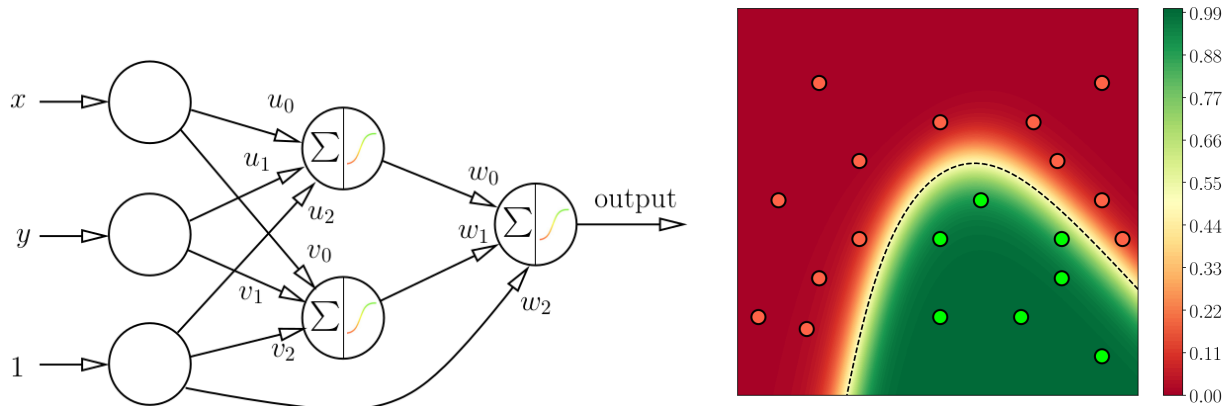 x
y
1
u₀
u₁
u₂
v₀
v₁
v₂
Σ
Σ
w₀
w₁
w₂
Σ
output
0.99
0.88
0.77
0.66
0.55
0.44
0.33
0.22
0.11
0.00